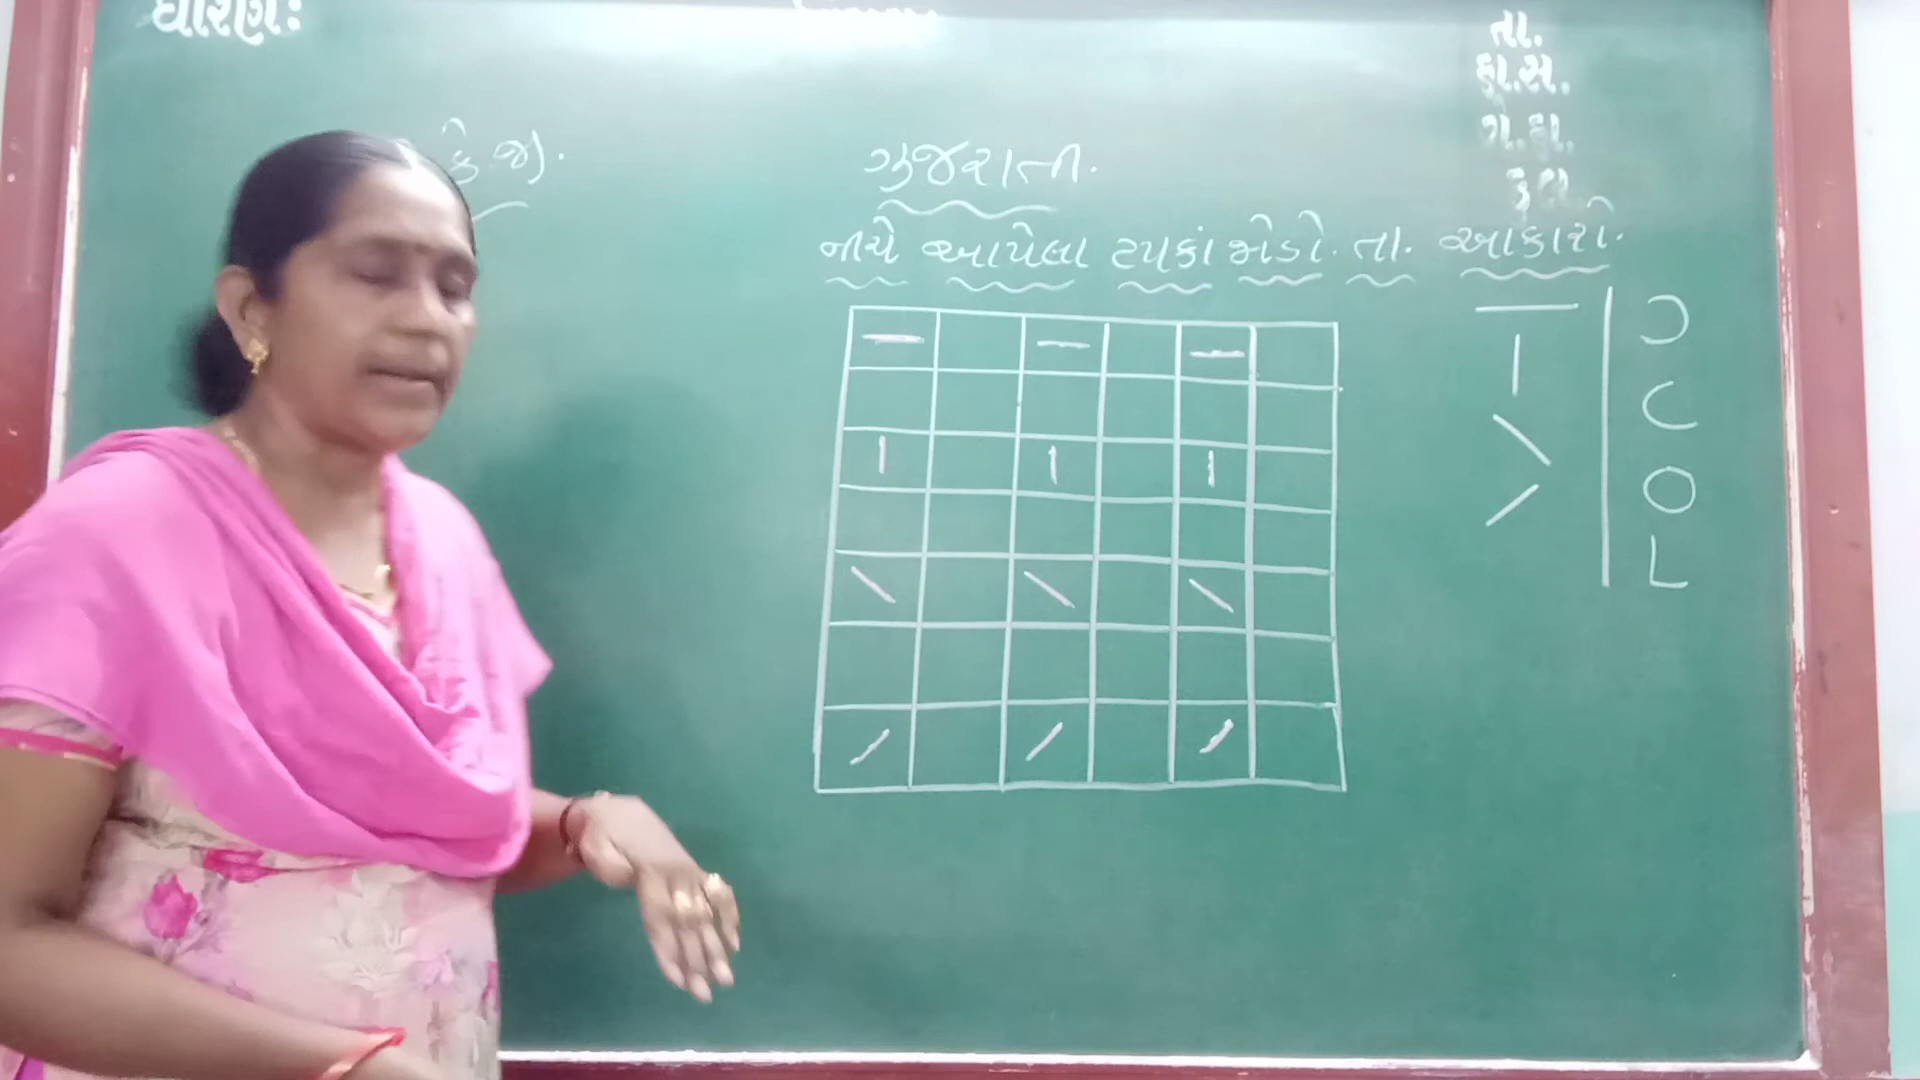 ધોરણઃ
તા.
કે.જી.
ગુજરાતી.
નીચે આપેલા ટપકાં જોડો. તા. આકારો.